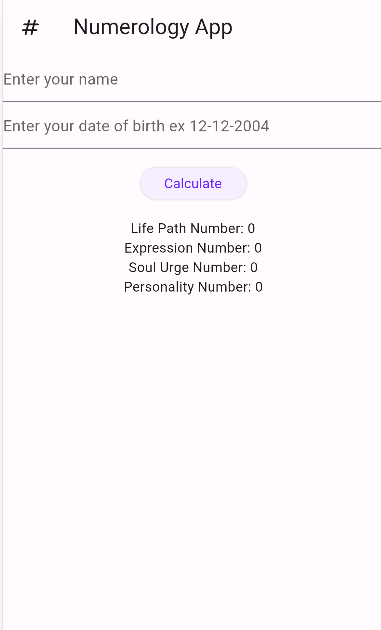 # Numerology App
Enter your name
Enter your date of birth ex 12-12-2004
Calculate
Life Path Number: 0
Expression Number: 0
Soul Urge Number: 0
Personality Number: 0